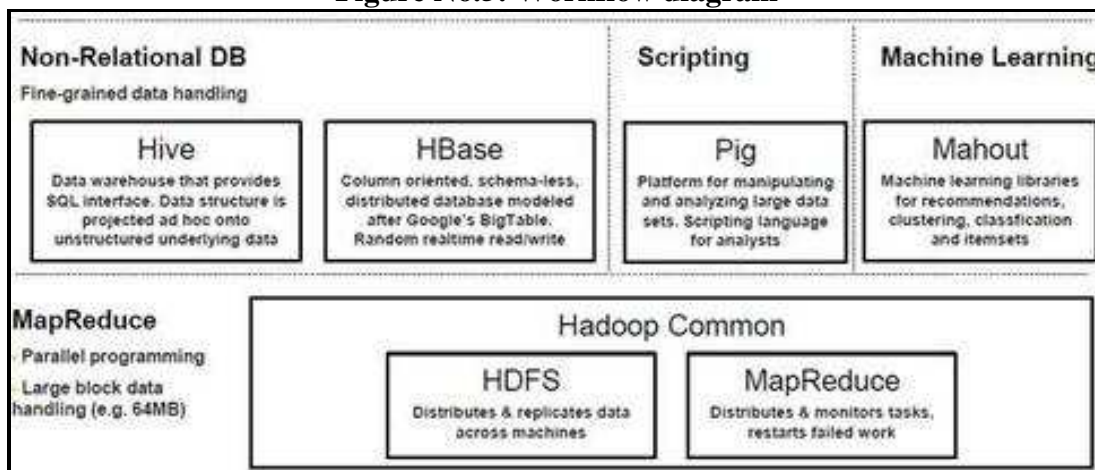 Non-Relational DB
Fine-grained data handling
Hive
Data warehouse that provides
SQL interface. Data structure is
projected ad hoc onto
unstructured underlying data
HBase
Column oriented, schema-less,
distributed database modeled
after Google's BigTable.
Random realtime read/write
Scripting
Pig
Platform for manipulating
and analyzing large data
sets. Scripting language
for analysts
Machine Learning
Mahout
Machine learning libraries
for recommendations,
clustering, classfication
and itemsets
MapReduce
Parallel programming
Large block data
handling (e.g. 64MB)
Hadoop Common
HDFS
Distributes & replicates data
across machines
MapReduce
Distributes & monitors tasks,
restarts failed work